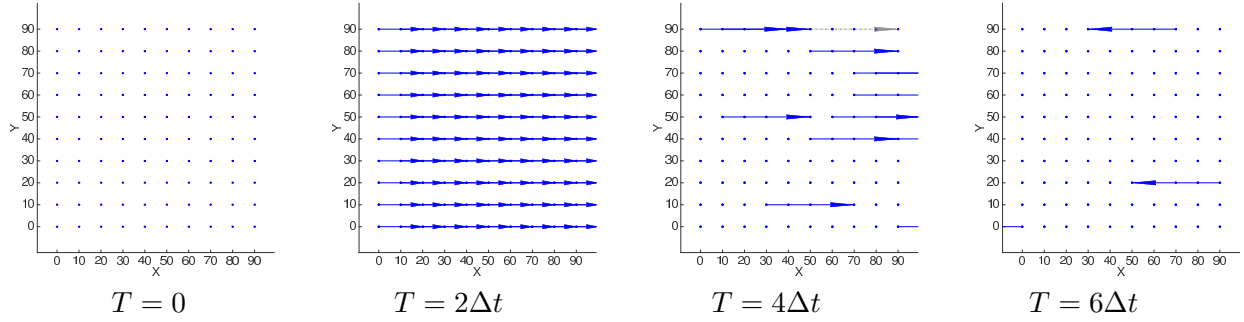 90 90 90 90
80 80 80 80
70 70 70 70
60 60 60 60
Y 50 Y 50 Y 50 Y 50
40 40 40 40
30 30 30 30
20 20 20 20
10 10 10 10
0 0 0 0
0 10 20 30 40 50 60 70 80 90 0 10 20 30 40 50 60 70 80 90 0 10 20 30 40 50 60 70 80 90 0 10 20 30 40 50 60 70 80 90
X X X X
T = 0 T = 2Δt T = 4Δt T = 6Δt